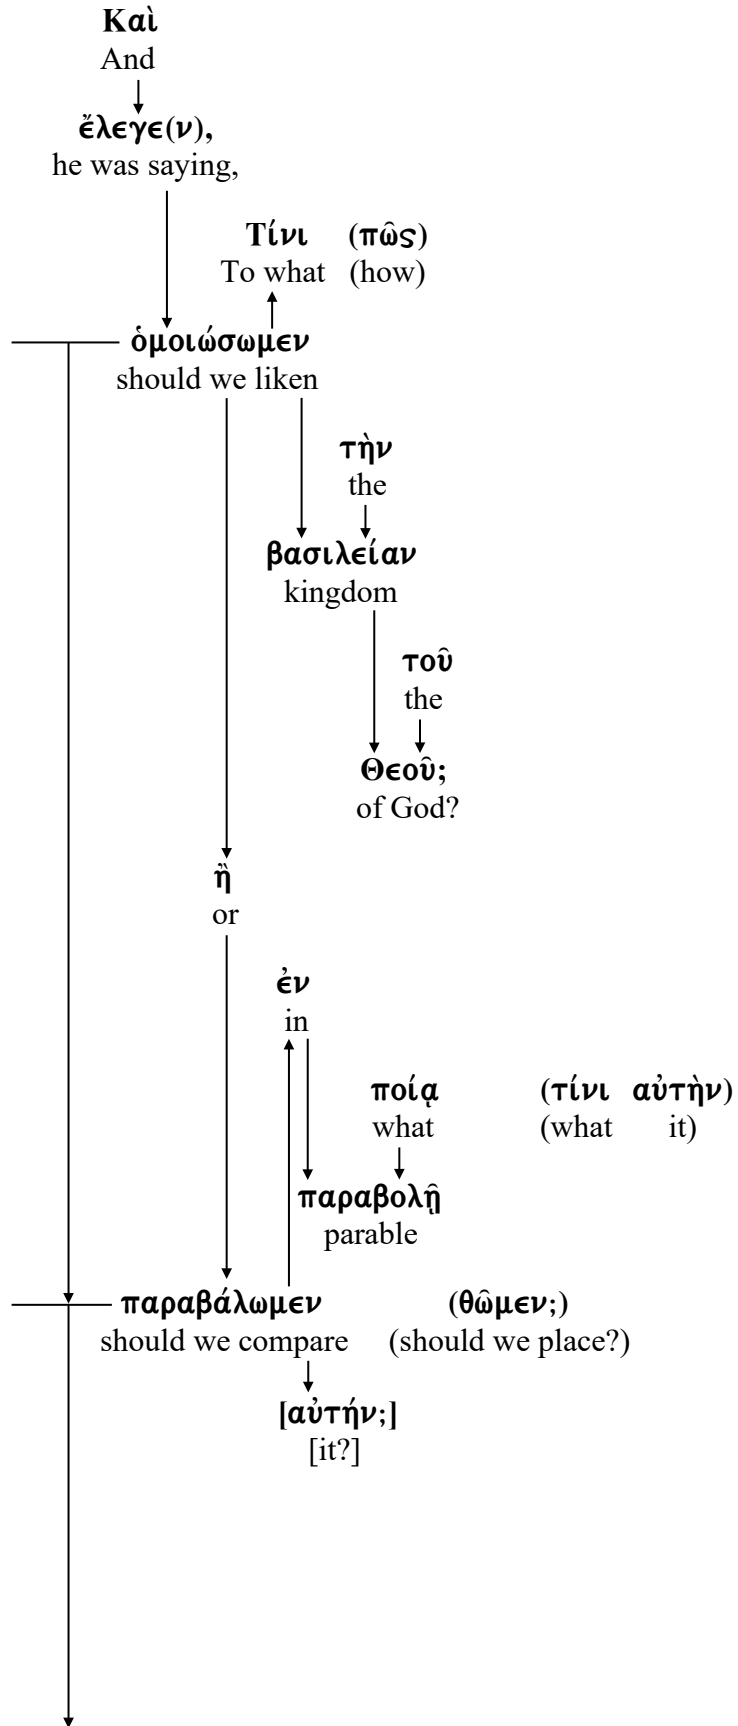 Καὶ
And
ἔλεγε(ν),
he was saying,
Τίνι (πῶς)
To what (how)
ὁμοιώσωμεν
should we liken
τὴν
the
βασιλείαν
kingdom
τοῦ
the
Θεοῦ;
of God?
ἢ
or
ἐν
in
ποίᾳ (τίνι αὐτὴν)
what (what it)
παραβολῇ
parable
παραβάλωμεν (θῶμεν;)
should we compare (should we place?)
[αὐτήν;]
[it?]